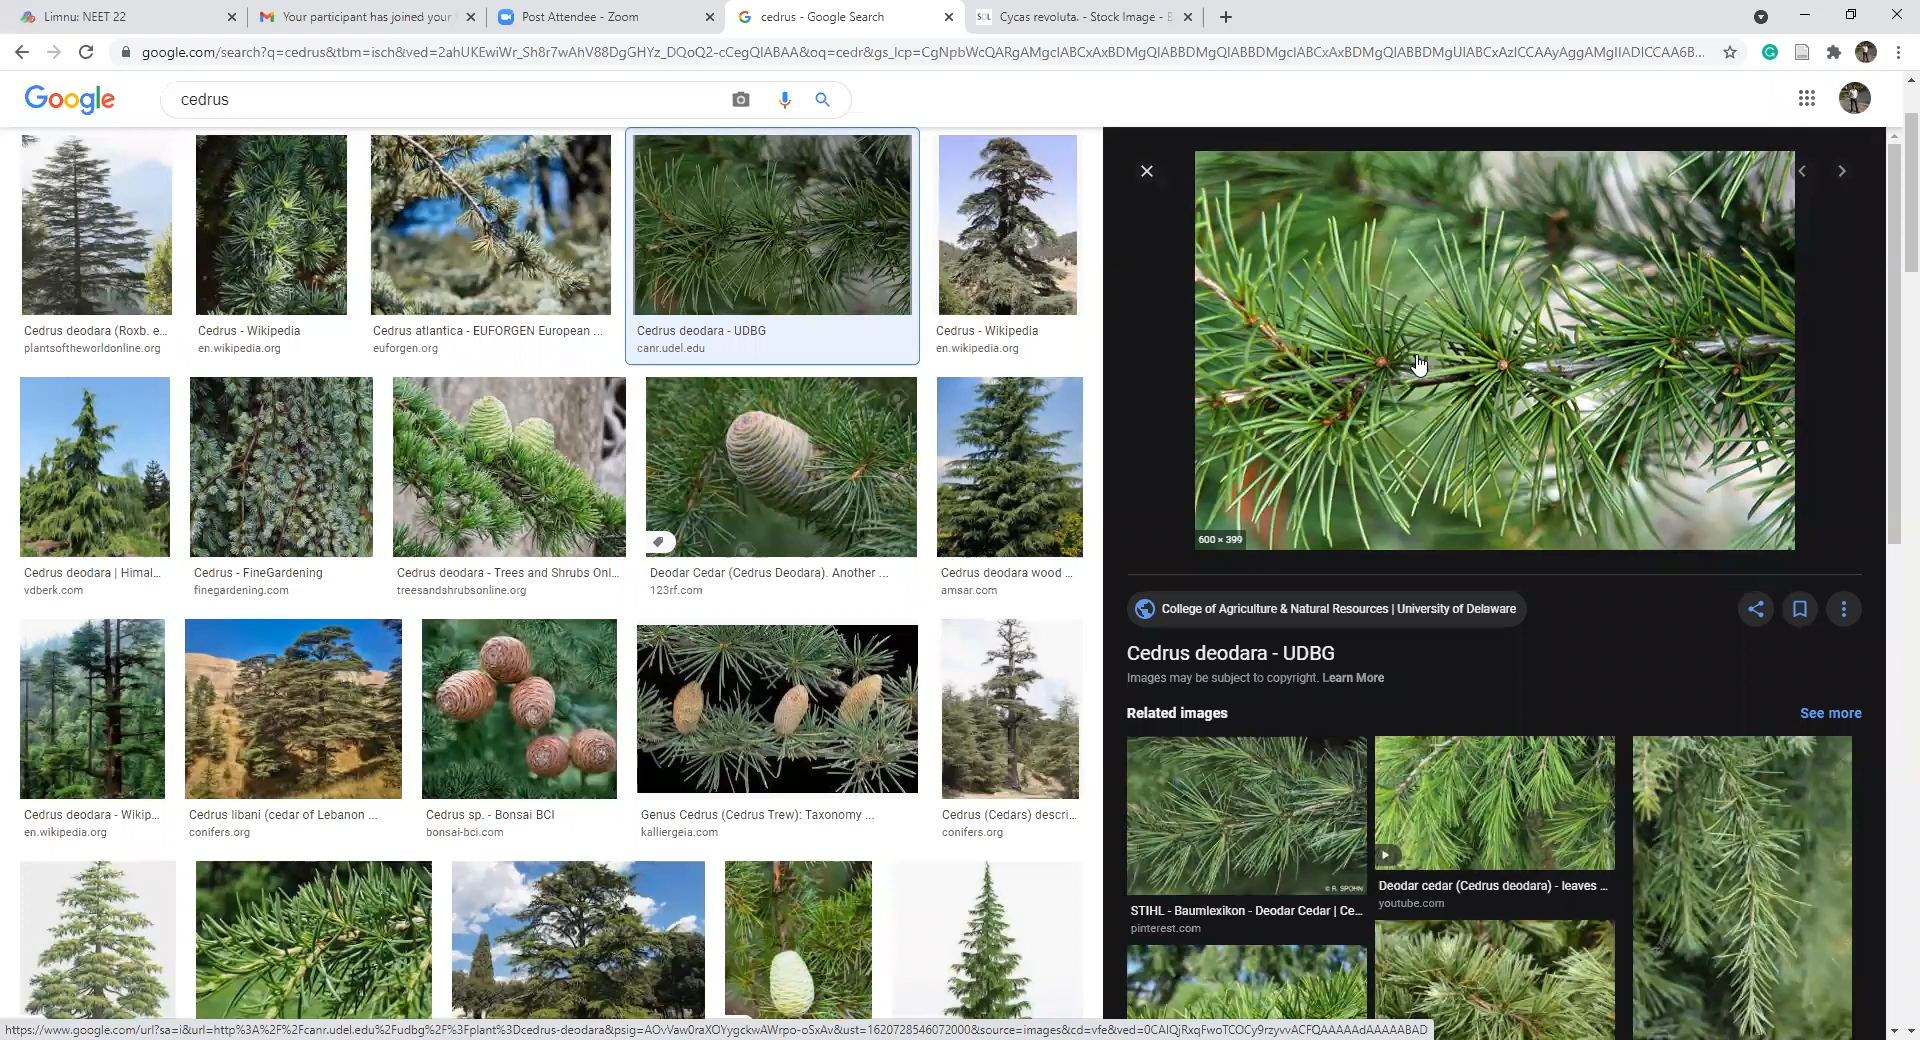 Limnu: NEET 22
Your participant has joined your
Post Attendee - Zoom
cedrus - Google Search
SPL
Cycas revoluta. - Stock Image - B
google.com/search?q=cedrus&tbm=isch&ved=2ahUKEwiWr_Sh8r7wAhV88DgGHYz_DQoQ2-cCegQIABAA&oq=cedr&gs_lcp=CgNpbWcQARgAMgcIABCxAxBDMgQIABBDMgQIABBDMgcIABCxAxBDMgQIABBDMgUIABCxAzICCAAyAggAMgIIADICCAA6B...
Google
cedrus
Cedrus deodara (Roxb. e...
plantsoftheworldonline.org
Cedrus - Wikipedia
en.wikipedia.org
Cedrus atlantica - EUFORGEN European ...
euforgen.org
Cedrus deodara - UDBG
canr.udel.edu
Cedrus - Wikipedia
en.wikipedia.org
Cedrus deodara | Himal...
vdberk.com
Cedrus - FineGardening
finegardening.com
Cedrus deodara - Trees and Shrubs Onl...
treesandshrubsonline.org
Deodar Cedar (Cedrus Deodara). Another ...
123rf.com
Cedrus deodara wood ...
amsar.com
Cedrus deodara - Wikip...
en.wikipedia.org
Cedrus libani (cedar of Lebanon ...
conifers.org
Cedrus sp. - Bonsai BCI
bonsai-bci.com
Genus Cedrus (Cedrus Trew): Taxonomy ...
kalliergeia.com
Cedrus (Cedars) descri...
conifers.org
600 × 399
College of Agriculture & Natural Resources | University of Delaware
Cedrus deodara - UDBG
Images may be subject to copyright. Learn More
Related images
See more
© R. SPOHN
STIHL - Baumlexikon - Deodar Cedar | Ce...
pinterest.com
Deodar cedar (Cedrus deodara) - leaves ...
youtube.com
https://www.google.com/url?sa=i&url=http%3A%2F%2Fcanr.udel.edu%2Fudbg%2F%3Fplant%3Dcedrus-deodara&psig=AOvVaw0raXOYygckwAWrpo-oSxAv&ust=1620728546072000&source=images&cd=vfe&ved=0CAIQjRxqFwoTCOCy9rzyvvACFQAAAAAdAAAAABAD